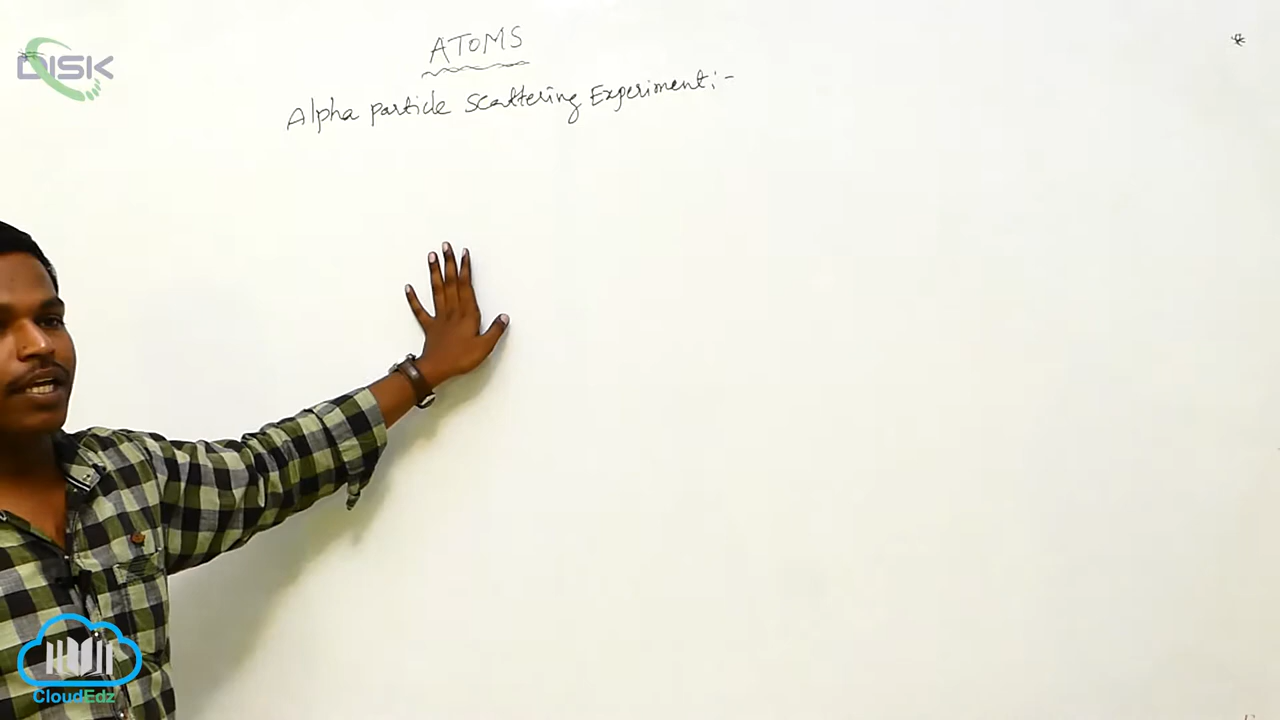 DISK
ATOMS
Alpha particle Scattering Experiment:-
CloudEdz